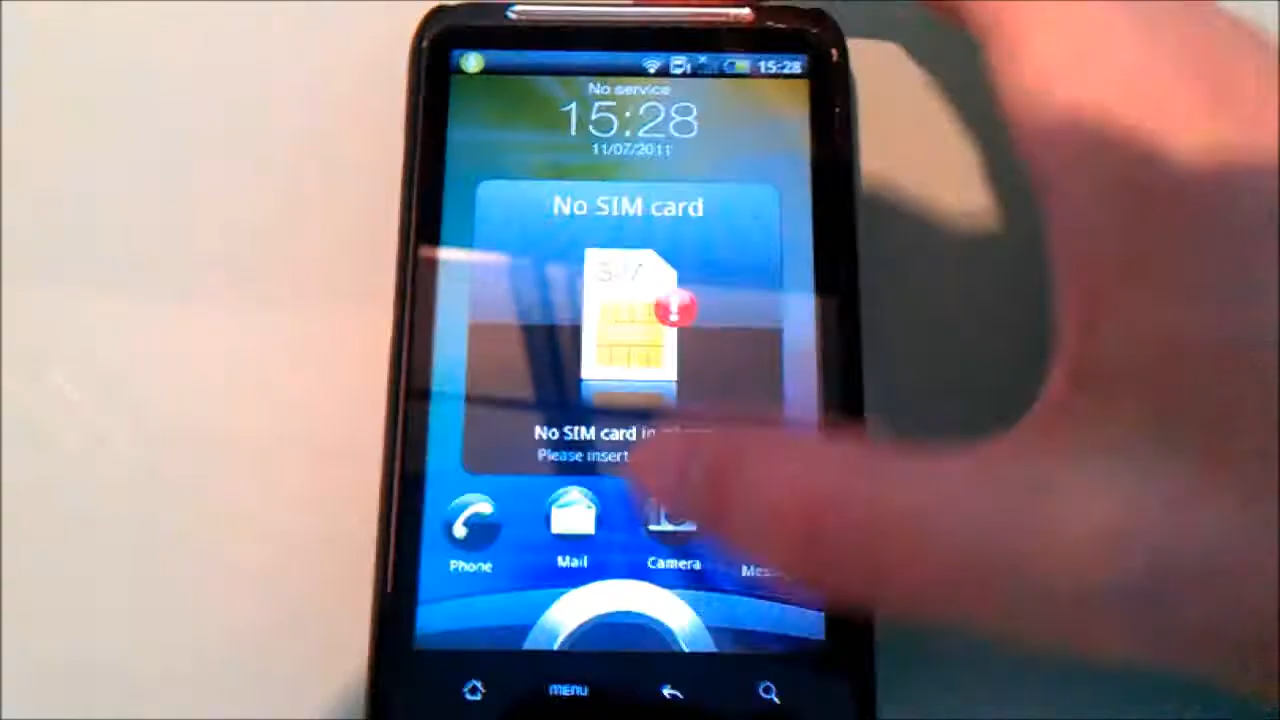 15:28
No service
15:28
11/07/2011
No SIM card
No SIM card in
Please insert
Phone
Mail
Camera
Mess
MENU